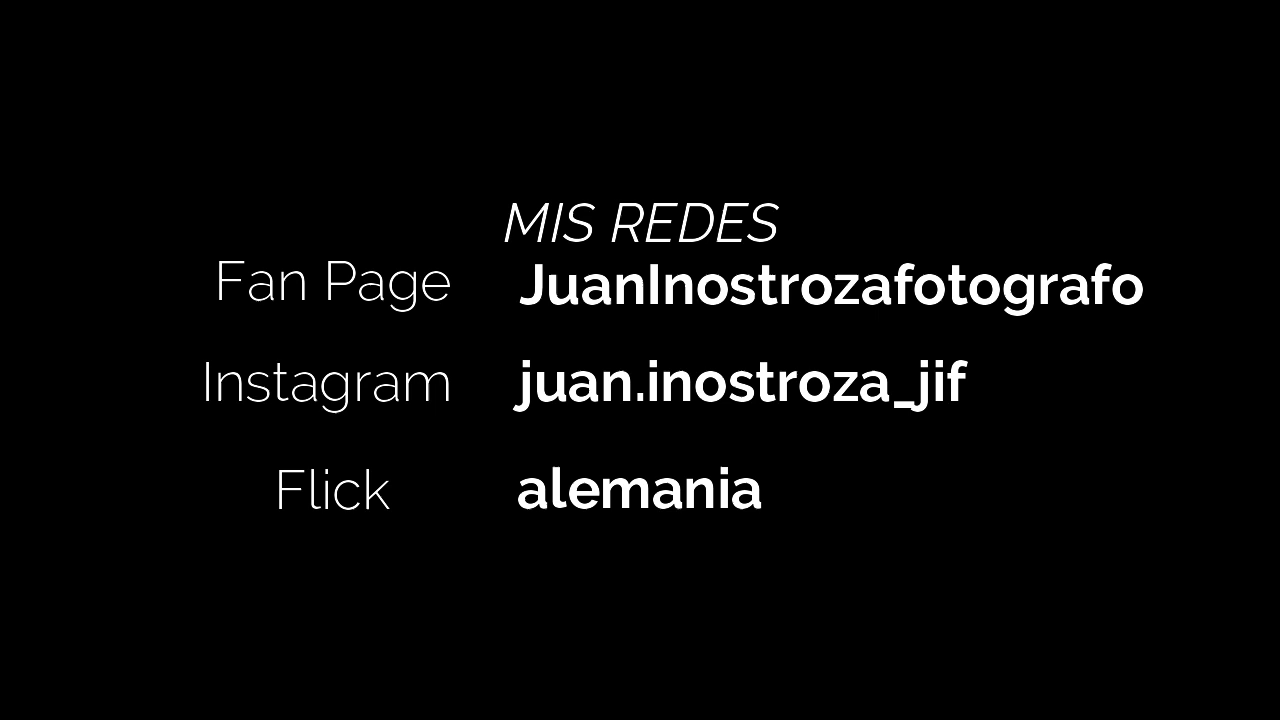 MIS REDES
Fan Page JuanInostrozafotografo
Instagram juan.inostroza_jif
Flick alemania